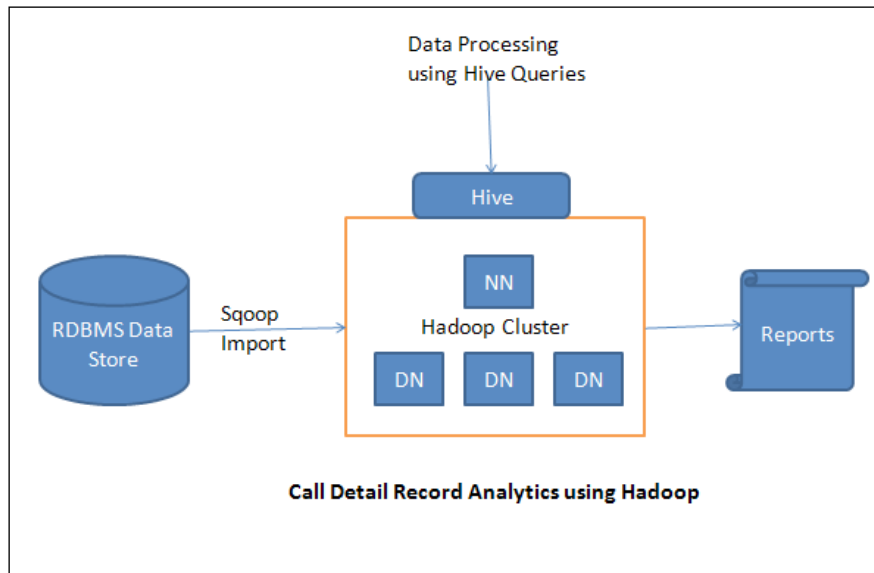 Data Processing
using Hive Queries
Hive
NN
Hadoop Cluster
DN
DN
DN
RDBMS Data
Store
Sqoop
Import
Reports
Call Detail Record Analytics using Hadoop